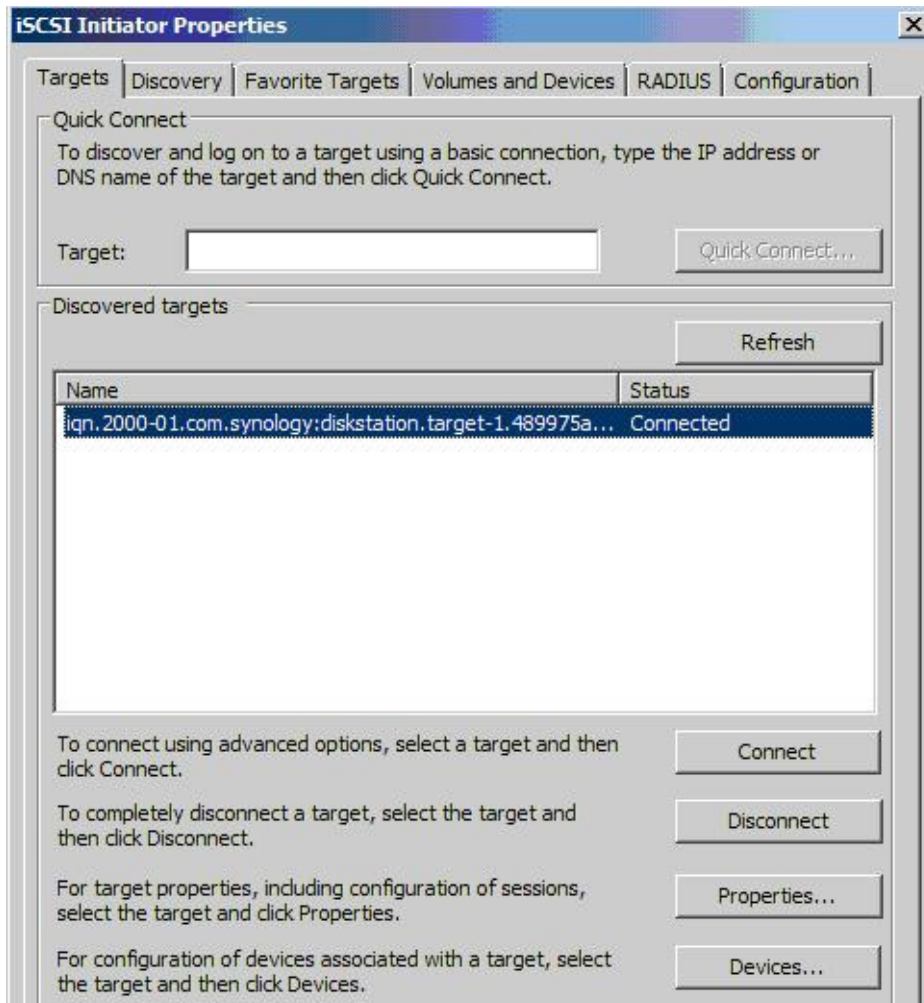 iSCSI Initiator Properties
Targets Discovery Favorite Targets Volumes and Devices RADIUS Configuration
Quick Connect
To discover and log on to a target using a basic connection, type the IP address or
DNS name of the target and then click Quick Connect.
Target:
Quick Connect...
Discovered targets
Refresh
Name Status
iqn.2000-01.com.synology:diskstation.target-1.489975a... Connected
To connect using advanced options, select a target and then
click Connect.
Connect
To completely disconnect a target, select the target and
then click Disconnect.
Disconnect
For target properties, including configuration of sessions,
select the target and click Properties.
Properties...
For configuration of devices associated with a target, select
the target and then click Devices.
Devices...